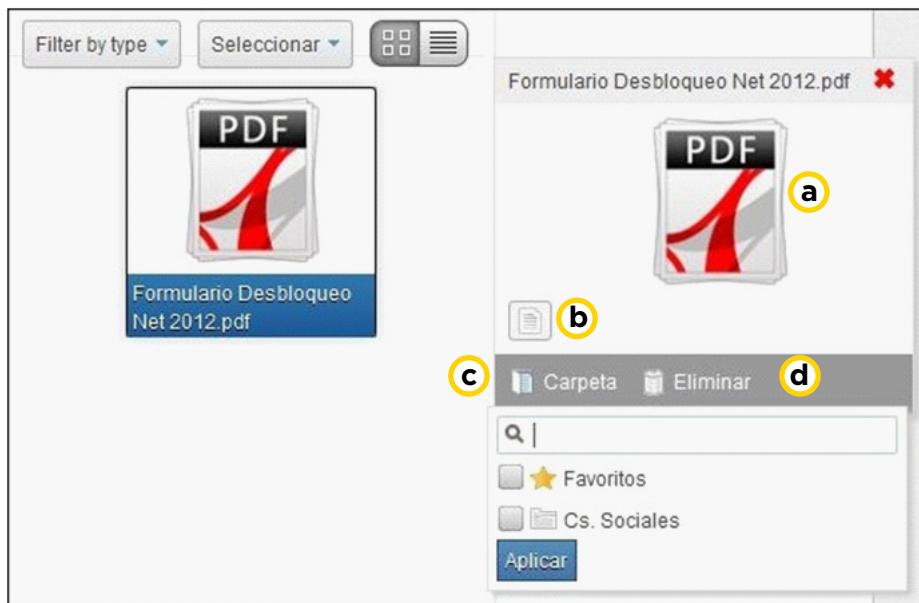 Filter by type
Seleccionar
PDF
Formulario Desbloqueo
Net 2012.pdf
Formulario Desbloqueo Net 2012.pdf
PDF
a
b
c
Carpeta
Eliminar
d
Favoritos
Cs. Sociales
Aplicar